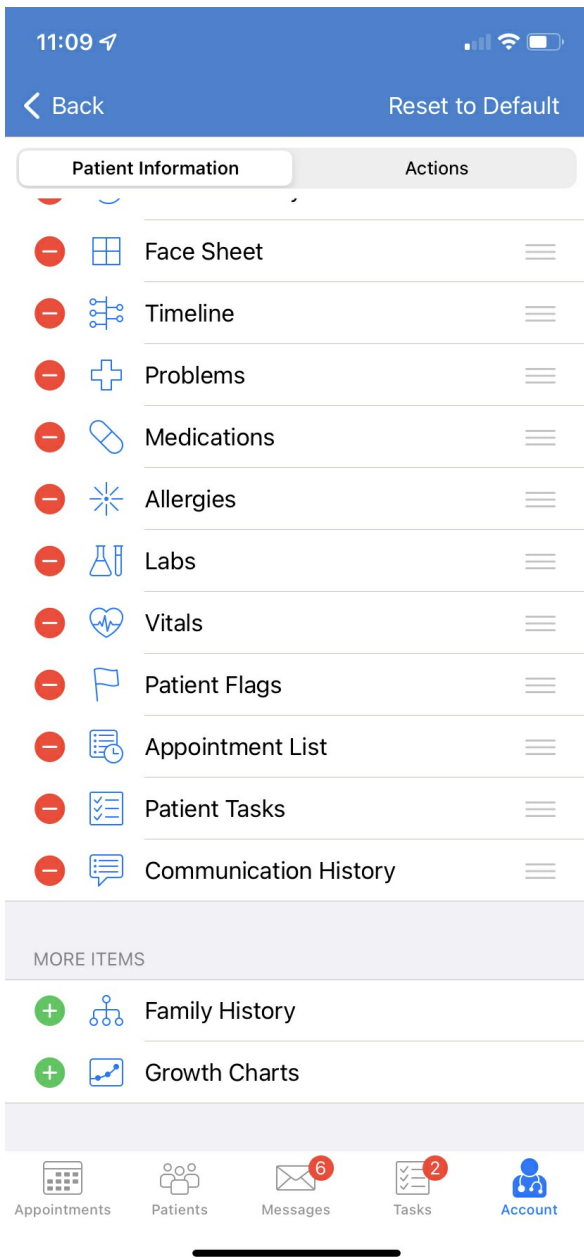 11:09
Back
Reset to Default
Patient Information
Actions
Face Sheet
Timeline
Problems
Medications
Allergies
Labs
Vitals
Patient Flags
Appointment List
Patient Tasks
Communication History
MORE ITEMS
Family History
Growth Charts
6
2
Appointments
Patients
Messages
Tasks
Account